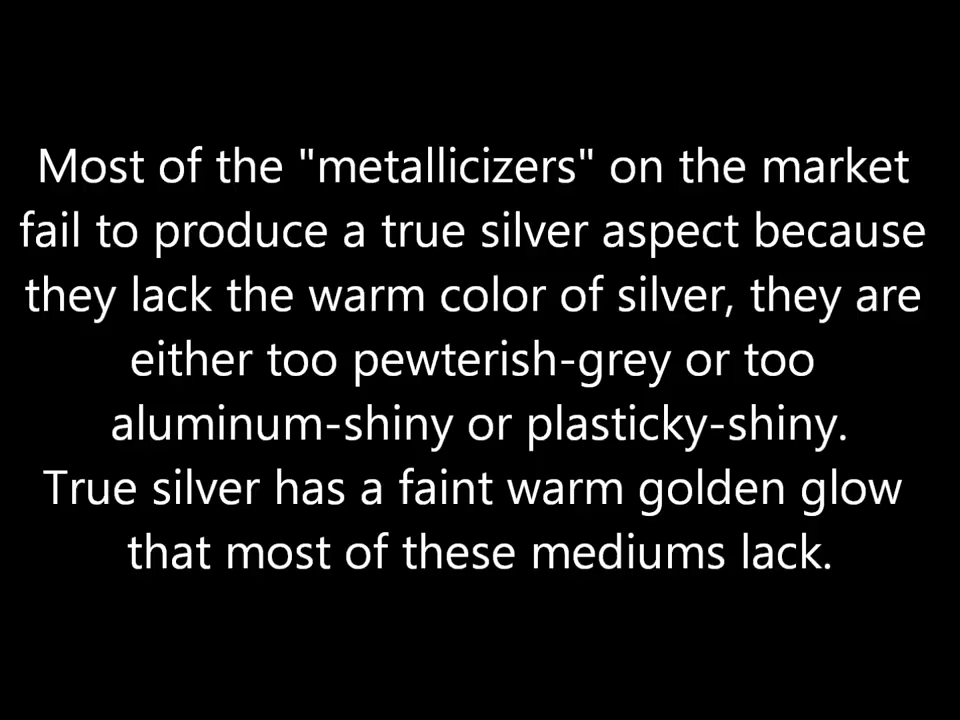 Most of the "metallicizers" on the market
fail to produce a true silver aspect because
they lack the warm color of silver, they are
either too pewterish-grey or too
aluminum-shiny or plasticky-shiny.
True silver has a faint warm golden glow
that most of these mediums lack.